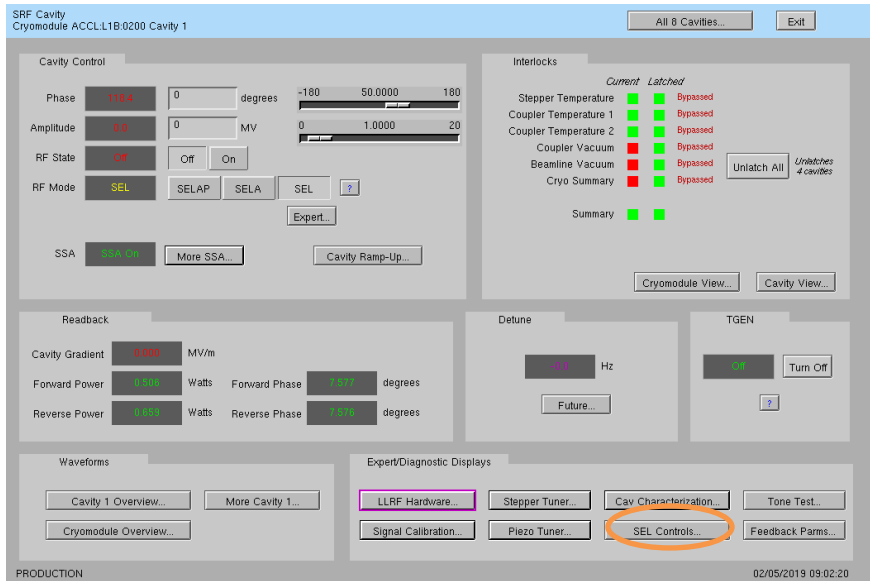 SRF Cavity
Cryomodule ACCL:L1B:0200 Cavity 1
All 8 Cavities...
Exit
Cavity Control
Phase 0 degrees -180 50.0000 180
Amplitude 0.0 0 MV 0 1.0000 20
RF State Off Off On
RF Mode SEL SELAP SELA SEL ?
Expert...
SSA SSA On More SSA... Cavity Ramp-Up...
Interlocks
Current Latched
Stepper Temperature Bypassed
Coupler Temperature 1 Bypassed
Coupler Temperature 2 Bypassed
Coupler Vacuum Bypassed
Beamline Vacuum Bypassed
Cryo Summary Bypassed
Unlatch All Unlatches
4 cavities
Summary
Cryomodule View... Cavity View...
Readback
Cavity Gradient 0.000 MV/m
Forward Power 0.506 Watts Forward Phase 7.577 degrees
Reverse Power 0.659 Watts Reverse Phase 7.576 degrees
Detune
-0.0 Hz
Future...
TGEN
Off Turn Off
?
Waveforms
Cavity 1 Overview... More Cavity 1...
Cryomodule Overview...
Expert/Diagnostic Displays
LLRF Hardware... Stepper Tuner... Cav Characterization... Tone Test...
Signal Calibration... Piezo Tuner... SEL Controls... Feedback Parms...
PRODUCTION
02/05/2019 09:02:20